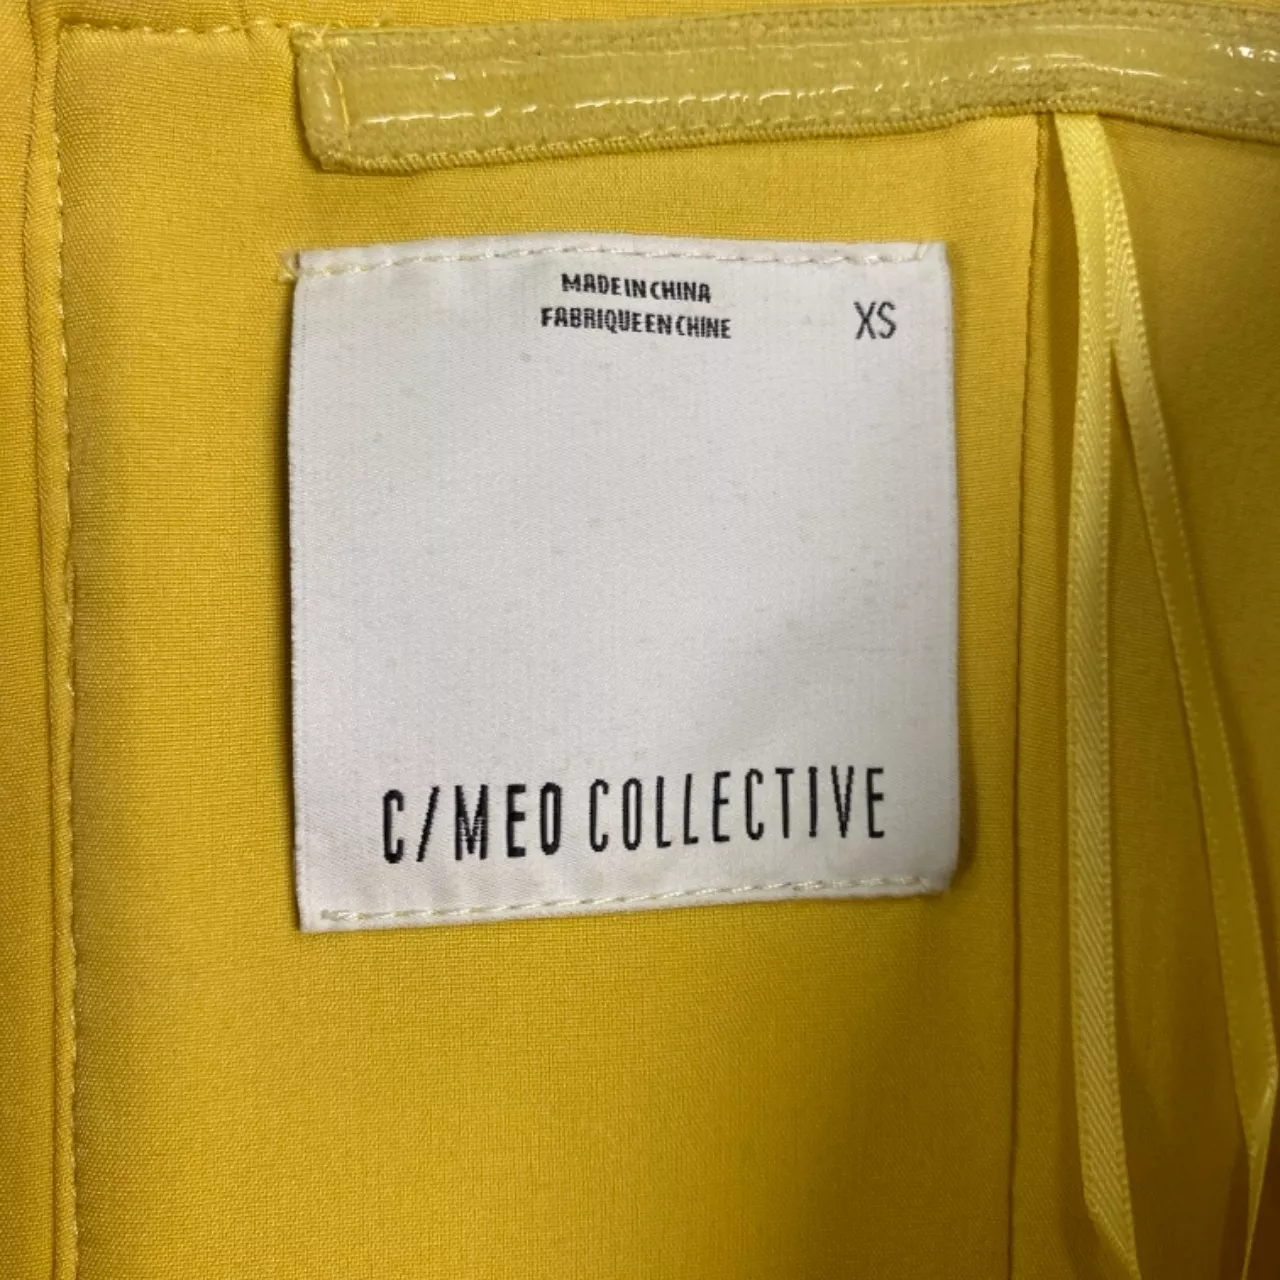 MADE IN CHINA
FABRIQUE EN CHINE
XS
C/MEO COLLECTIVE